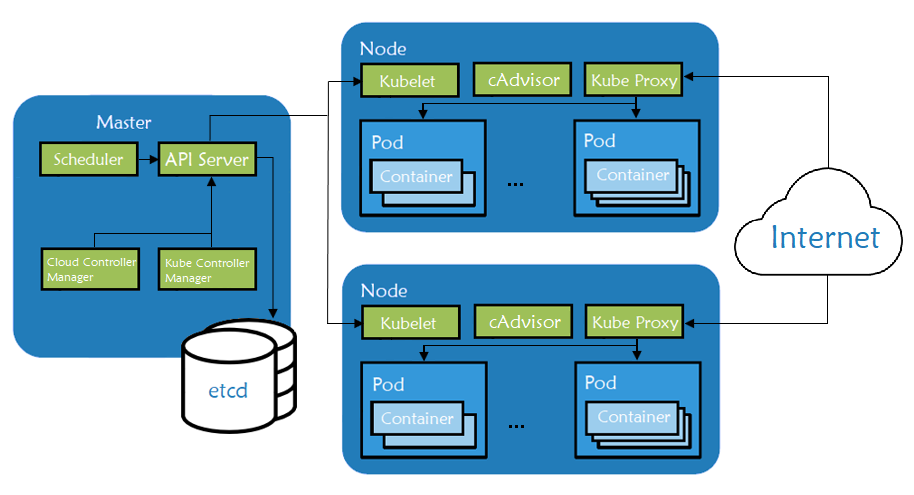 Master
Scheduler
API Server
Cloud Controller
Manager
Kube Controller
Manager
etcd
Node
Kubelet
cAdvisor
Kube Proxy
Pod
Container
...
Pod
Container
Node
Kubelet
cAdvisor
Kube Proxy
Pod
Container
...
Pod
Container
Internet